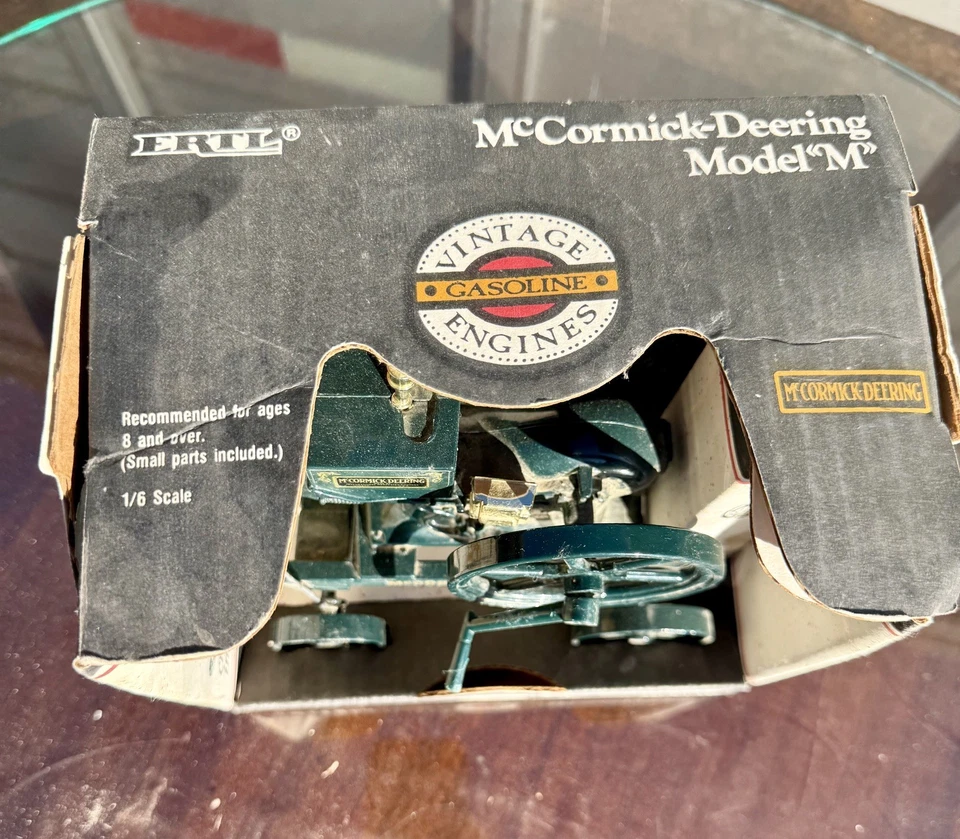 ERTL®
McCormick-Deering
Model "M"
VINTAGE
GASOLINE
ENGINES
McCORMICK-DEERING
Recommended for ages
8 and over.
(Small parts included.)
1/6 Scale
McCORMICK DEERING